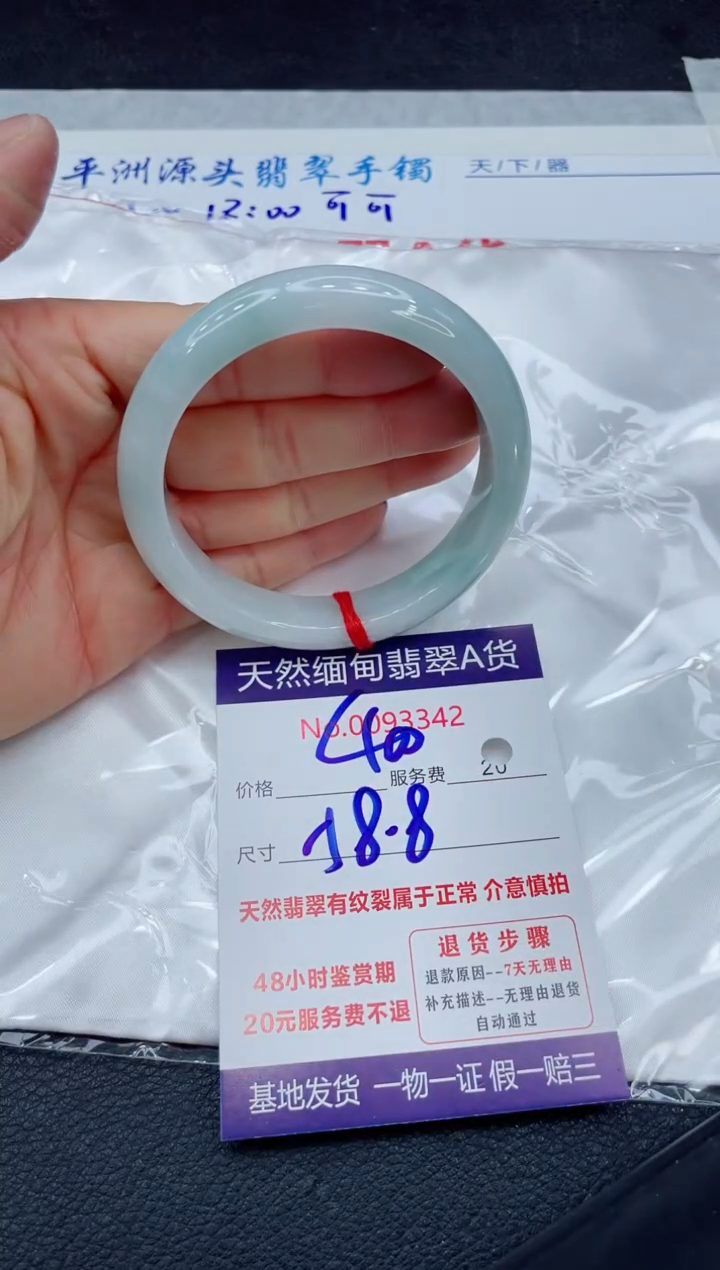 平洲源头翡翠手镯
天/下/器
12:00 可可
天然缅甸翡翠A货
No.0093342
400
价格 服务费 20
尺寸 58.8
天然翡翠有纹裂属于正常 介意慎拍
48小时鉴赏期
20元服务费不退
退货步骤
退款原因--7天无理由
补充描述--无理由退货
自动通过
基地发货 一物一证 假一赔三